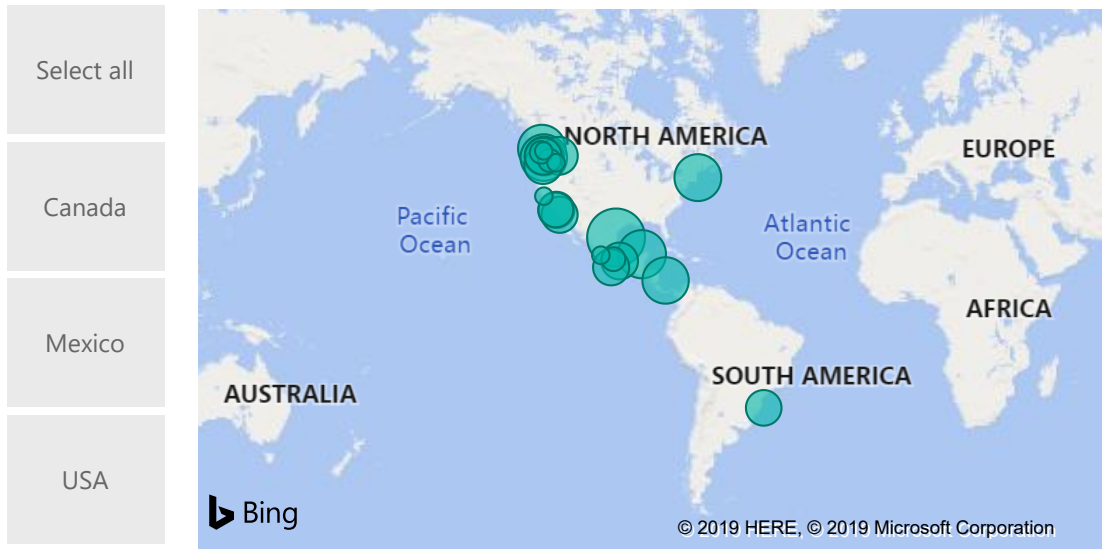 Select all
Canada
Mexico
USA
NORTH AMERICA
EUROPE
Pacific
Ocean
Atlantic
Ocean
AFRICA
SOUTH AMERICA
AUSTRALIA
Bing
© 2019 HERE, © 2019 Microsoft Corporation